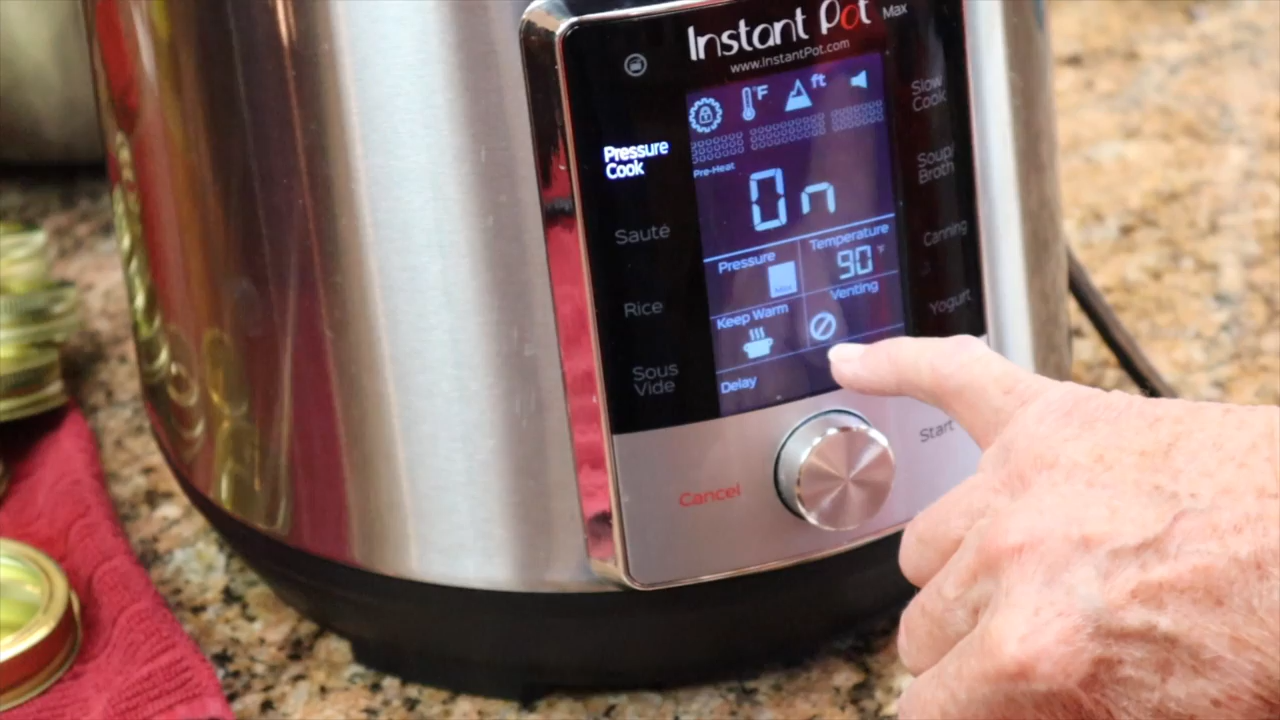 Instant Pot Max
www.InstantPot.com
°F
ft
Pressure
Cook
Sauté
Rice
Sous
Vide
Pre-Heat
On
Pressure
MAX
Temperature
90 °F
Keep Warm
Venting
Delay
Slow
Cook
Soup/
Broth
Canning
Yogurt
Cancel
Start